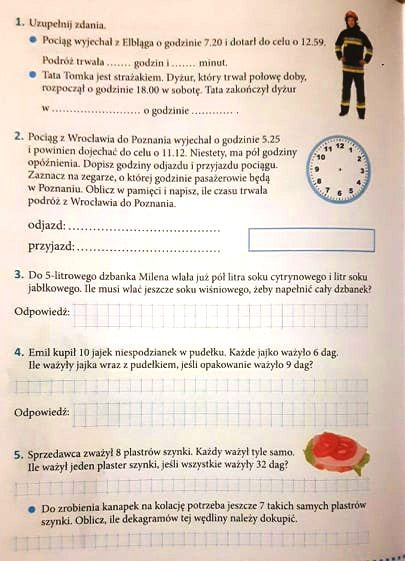 1. Uzupełnij zdania.
● Pociąg wyjechał z Elbląga o godzinie 7.20 i dotarł do celu o 12.59.
Podróż trwała ....... godzin i ....... minut.
● Tata Tomka jest strażakiem. Dyżur, który trwał połowę doby,
rozpoczął o godzinie 18.00 w sobotę. Tata zakończył dyżur
w ........................ o godzinie .............
2. Pociąg z Wrocławia do Poznania wyjechał o godzinie 5.25
i powinien dojechać do celu o 11.12. Niestety, ma pół godziny
opóźnienia. Dopisz godziny odjazdu i przyjazdu pociągu.
Zaznacz na zegarze, o której godzinie pasażerowie będą
w Poznaniu. Oblicz w pamięci i napisz, ile czasu trwała
podróż z Wrocławia do Poznania.
12 1 2 3 4 5 6 7 8 9 10 11
odjazd: ......................................
przyjazd: ....................................
3. Do 5-litrowego dzbanka Milena wlała już pół litra soku cytrynowego i litr soku
jabłkowego. Ile musi wlać jeszcze soku wiśniowego, żeby napełnić cały dzbanek?
Odpowiedź:
4. Emil kupił 10 jajek niespodzianek w pudełku. Każde jajko ważyło 6 dag.
Ile ważyły jajka wraz z pudełkiem, jeśli opakowanie ważyło 9 dag?
Odpowiedź:
5. Sprzedawca zważył 8 plastrów szynki. Każdy ważył tyle samo.
Ile ważył jeden plaster szynki, jeśli wszystkie ważyły 32 dag?
● Do zrobienia kanapek na kolację potrzeba jeszcze 7 takich samych plastrów
szynki. Oblicz, ile dekagramów tej wędliny należy dokupić.